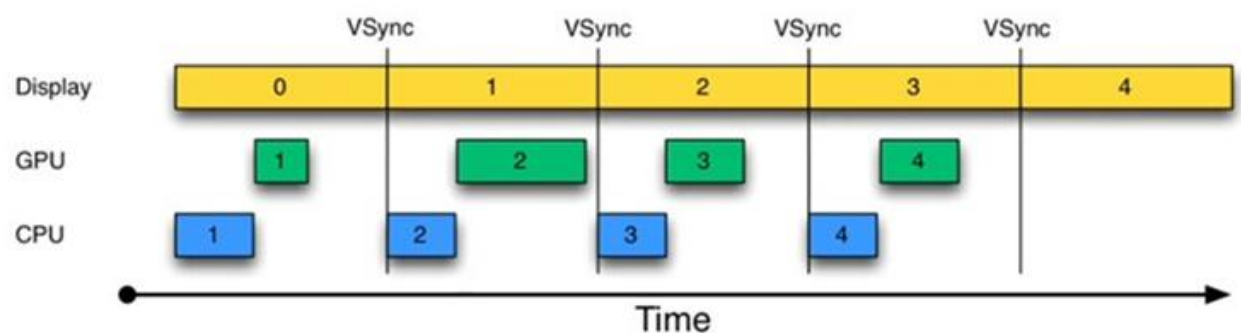 VSync VSync VSync VSync
Display 0 1 2 3 4
GPU 1 2 3 4
CPU 1 2 3 4
Time